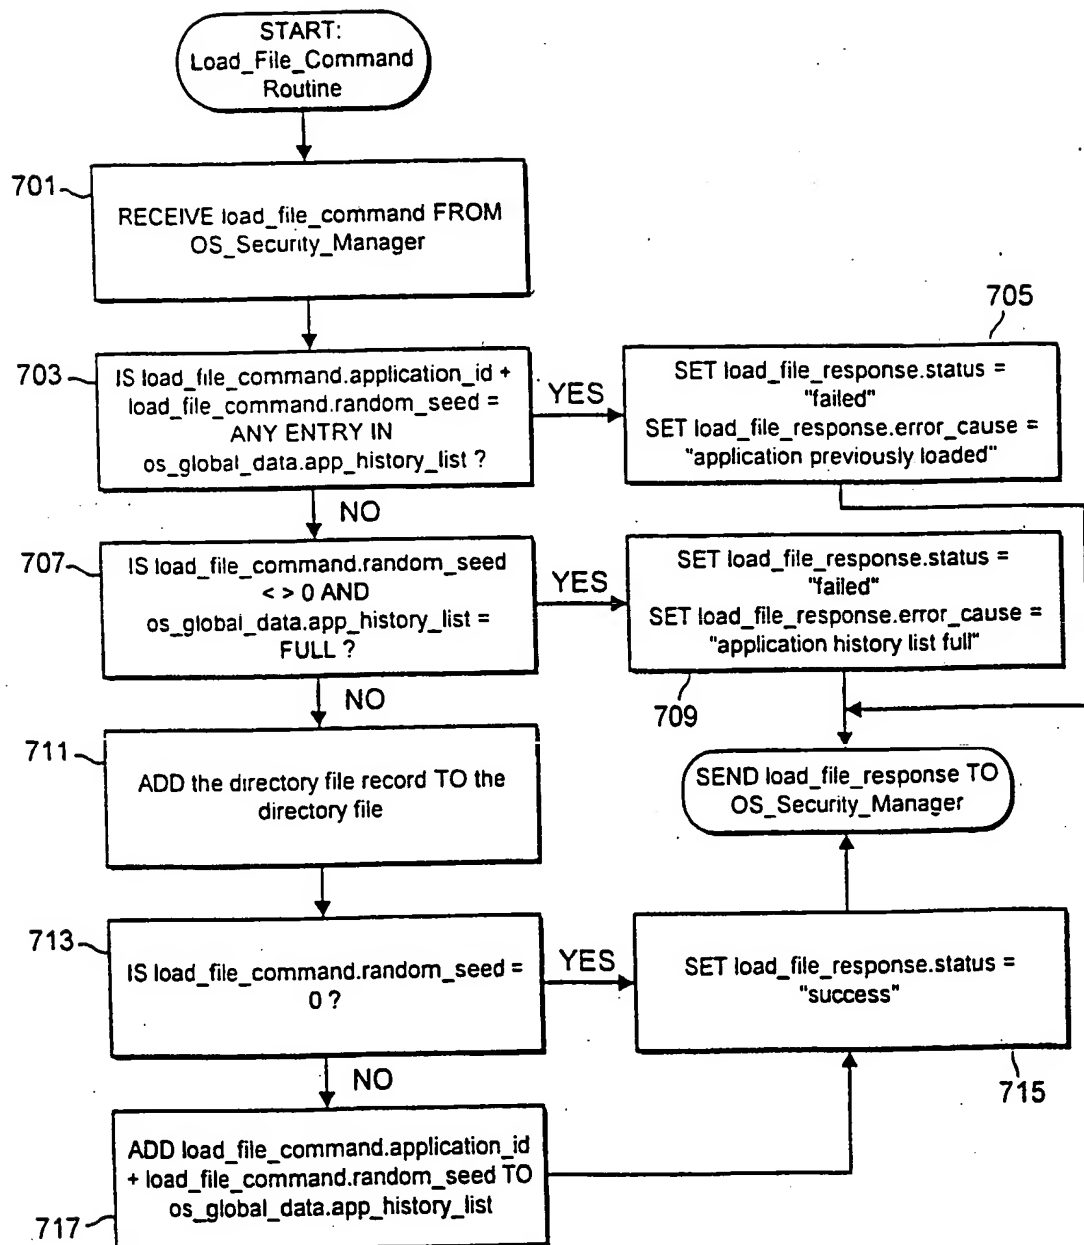 START:
Load_File_Command
Routine
701
RECEIVE load_file_command FROM
OS_Security_Manager
703
IS load_file_command.application_id +
load_file_command.random_seed =
ANY ENTRY IN
os_global_data.app_history_list ?
YES
705
SET load_file_response.status =
"failed"
SET load_file_response.error_cause =
"application previously loaded"
NO
707
IS load_file_command.random_seed
< > 0 AND
os_global_data.app_history_list =
FULL ?
YES
SET load_file_response.status =
"failed"
SET load_file_response.error_cause =
"application history list full"
709
NO
711
ADD the directory file record TO the
directory file
SEND load_file_response TO
OS_Security_Manager
713
IS load_file_command.random_seed =
0 ?
YES
SET load_file_response.status =
"success"
715
NO
ADD load_file_command.application_id
+ load_file_command.random_seed TO
os_global_data.app_history_list
717